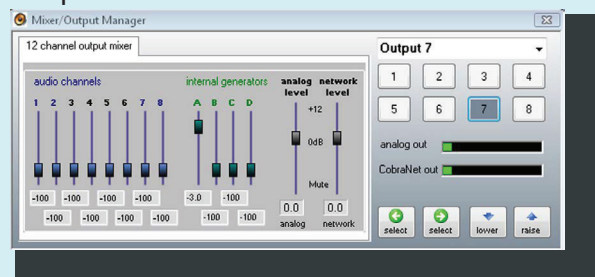 Mixer/Output Manager
12 channel output mixer
Output 7
audio channels
internal generators
analog level
network level
1 2 3 4 5 6 7 8
A B C D
+12
0dB
Mute
-100 -100 -100 -100
-100 -100 -100 -100
-3.0 -100
-100 -100
0.0 0.0
analog network
1 2 3 4
5 6 7 8
analog out
CobraNet out
select select lower raise